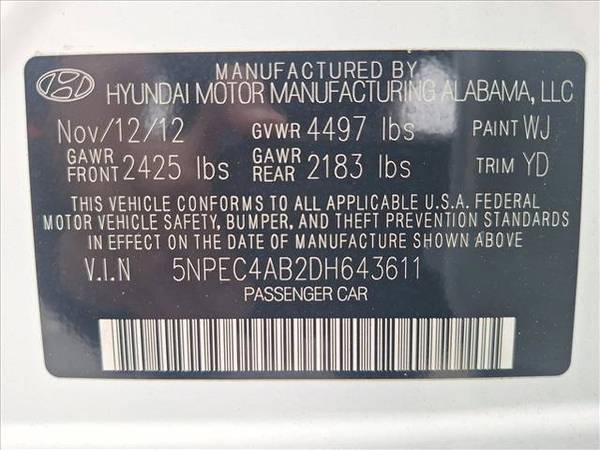 MANUFACTURED BY
HYUNDAI MOTOR MANUFACTURING ALABAMA, LLC
Nov/12/12 GVWR 4497 lbs PAINT WJ
GAWR FRONT 2425 lbs GAWR REAR 2183 lbs TRIM YD
THIS VEHICLE CONFORMS TO ALL APPLICABLE U.S.A. FEDERAL
MOTOR VEHICLE SAFETY, BUMPER, AND THEFT PREVENTION STANDARDS
IN EFFECT ON THE DATE OF MANUFACTURE SHOWN ABOVE
V.I.N 5NPEC4AB2DH643611
PASSENGER CAR